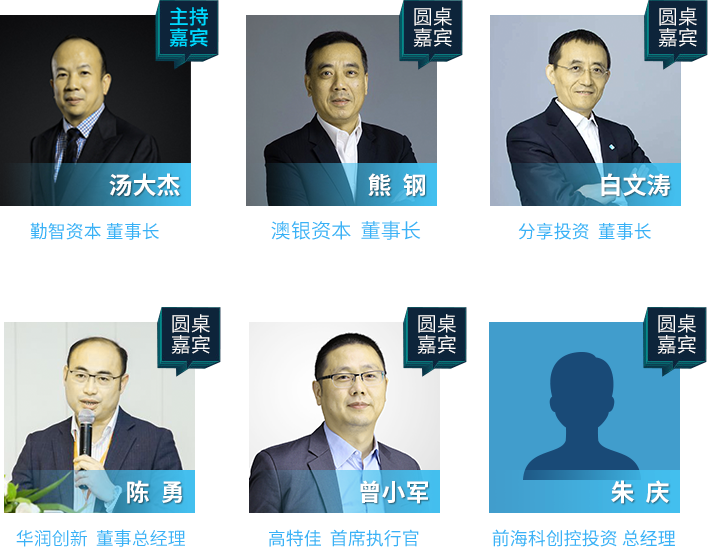 主持
嘉宾
圆桌
嘉宾
圆桌
嘉宾
汤大杰
熊 钢
白文涛
勤智资本 董事长
澳银资本 董事长
分享投资 董事长
圆桌
嘉宾
圆桌
嘉宾
圆桌
嘉宾
陈 勇
曾小军
朱 庆
华润创新 董事总经理
高特佳 首席执行官
前海科创控投资 总经理